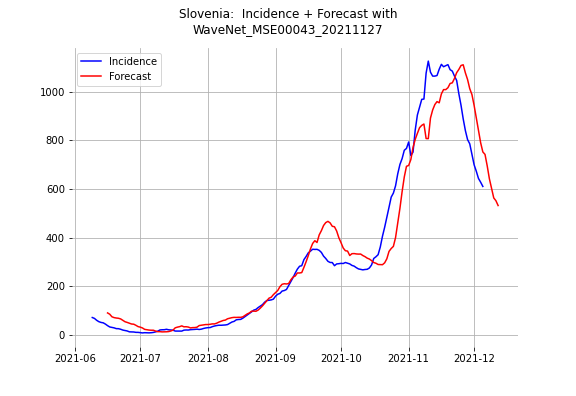 Slovenia:  Incidence + Forecast with
WaveNet_MSE00043_20211127
Incidence
Forecast
1000
800
600
400
200
0
2021-06 2021-07 2021-08 2021-09 2021-10 2021-11 2021-12